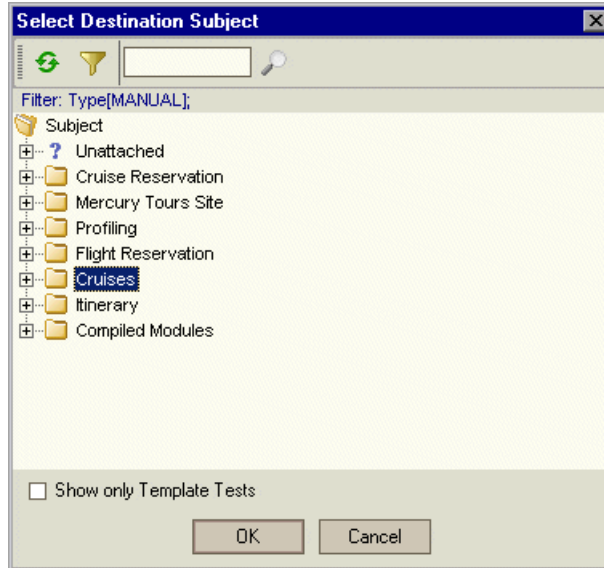 Select Destination Subject
Filter: Type[MANUAL];
Subject
? Unattached
Cruise Reservation
Mercury Tours Site
Profiling
Flight Reservation
Cruises
Itinerary
Compiled Modules
Show only Template Tests
OK Cancel